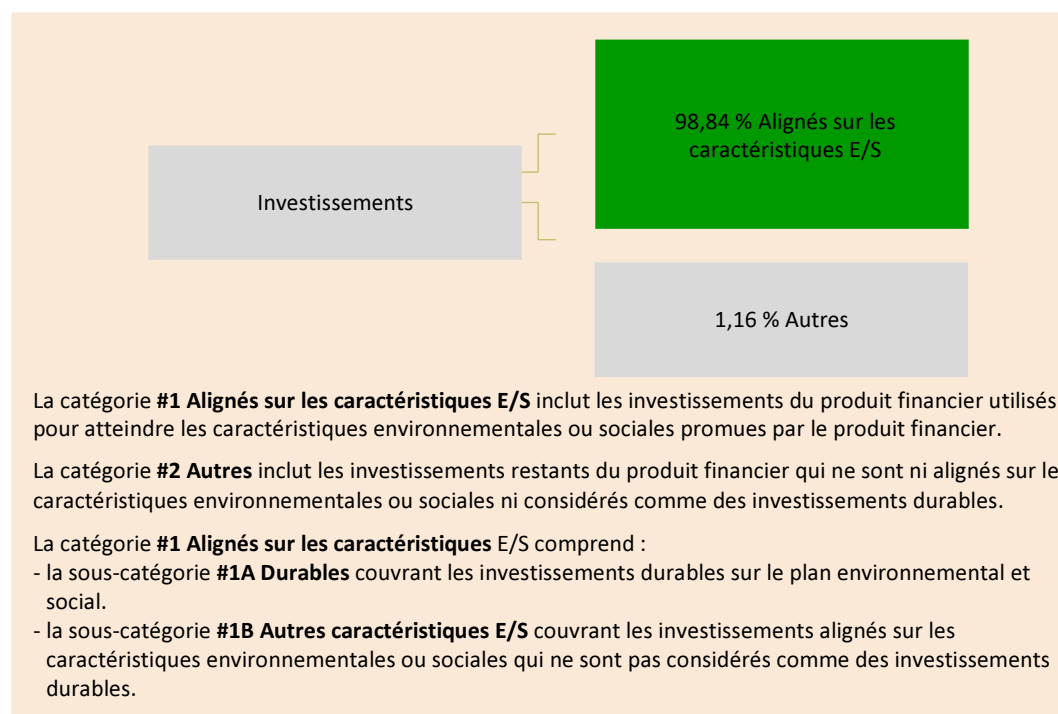 98,84 % Alignés sur les
caractéristiques E/S
Investissements
1,16 % Autres
La catégorie #1 Alignés sur les caractéristiques E/S inclut les investissements du produit financier utilisés
pour atteindre les caractéristiques environnementales ou sociales promues par le produit financier.
La catégorie #2 Autres inclut les investissements restants du produit financier qui ne sont ni alignés sur le
caractéristiques environnementales ou sociales ni considérés comme des investissements durables.
La catégorie #1 Alignés sur les caractéristiques E/S comprend :
- la sous-catégorie #1A Durables couvrant les investissements durables sur le plan environnemental et
social.
- la sous-catégorie #1B Autres caractéristiques E/S couvrant les investissements alignés sur les
caractéristiques environnementales ou sociales qui ne sont pas considérés comme des investissements
durables.